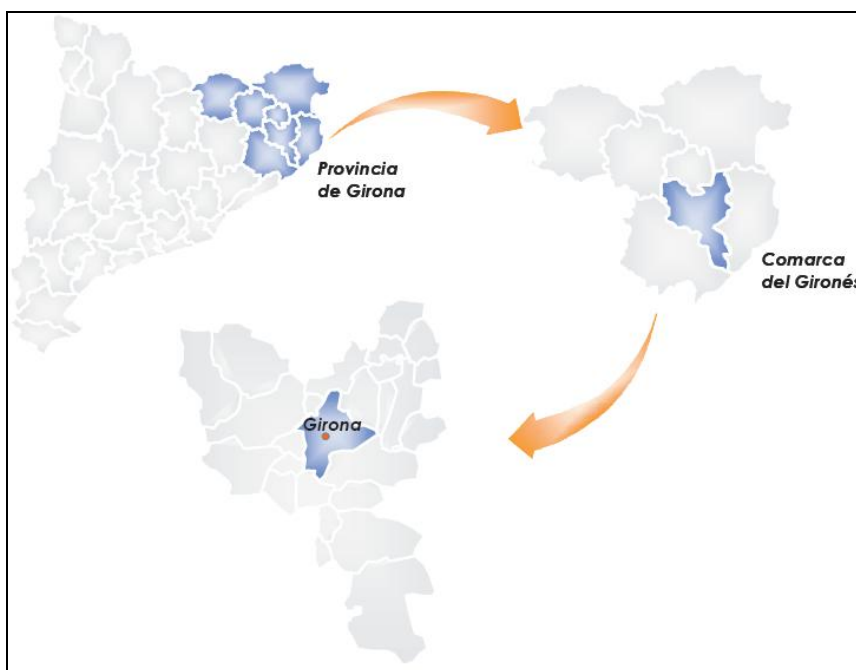 Provincia
de Girona
Comarca
del Gironés
Girona